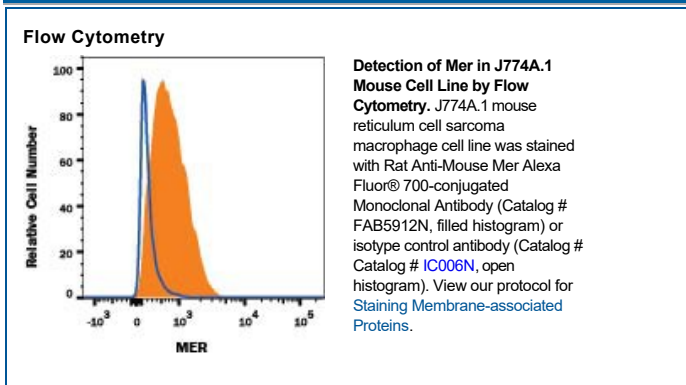 Flow Cytometry
100
80
60
40
20
0
Relative Cell Number
-10³ 0 10³ 10⁴ 10⁵
MER
Detection of Mer in J774A.1
Mouse Cell Line by Flow
Cytometry. J774A.1 mouse
reticulum cell sarcoma
macrophage cell line was stained
with Rat Anti-Mouse Mer Alexa
Fluor® 700-conjugated
Monoclonal Antibody (Catalog #
FAB5912N, filled histogram) or
isotype control antibody (Catalog #
Catalog # IC006N, open
histogram). View our protocol for
Staining Membrane-associated
Proteins.